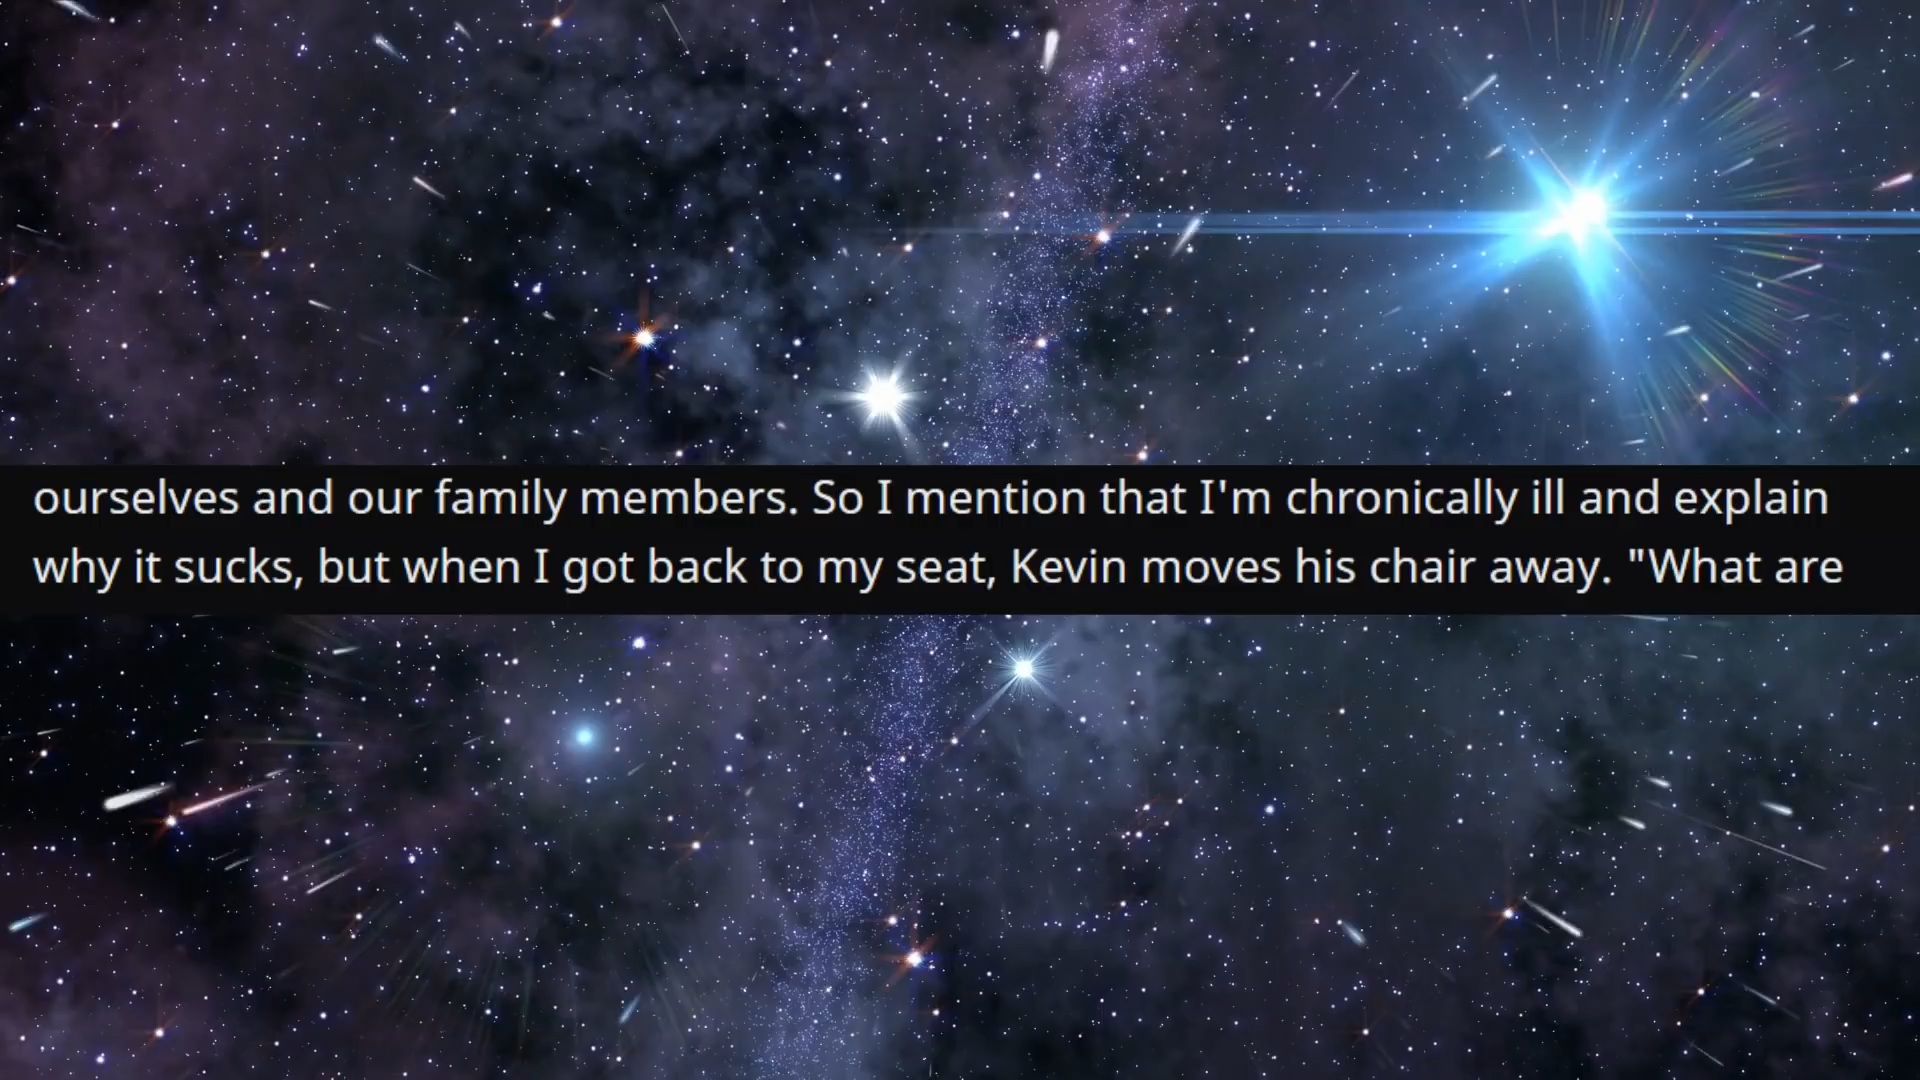 ourselves and our family members. So I mention that I'm chronically ill and explain
why it sucks, but when I got back to my seat, Kevin moves his chair away. "What are